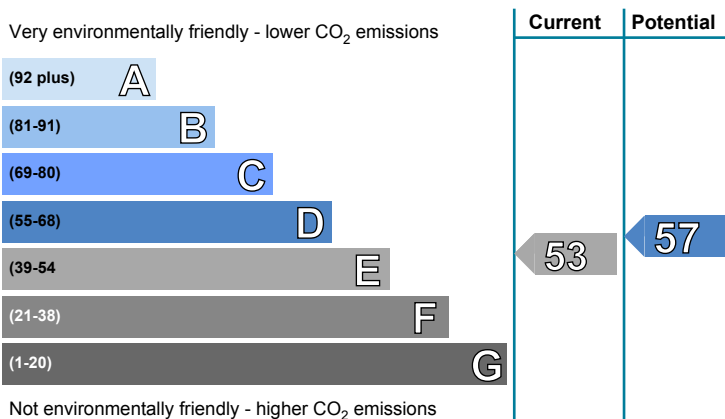 Current Potential
Very environmentally friendly - lower CO2 emissions
(92 plus) A
(81-91) B
(69-80) C
(55-68) D
57
(39-54 E
53
(21-38) F
(1-20) G
Not environmentally friendly - higher CO2 emissions